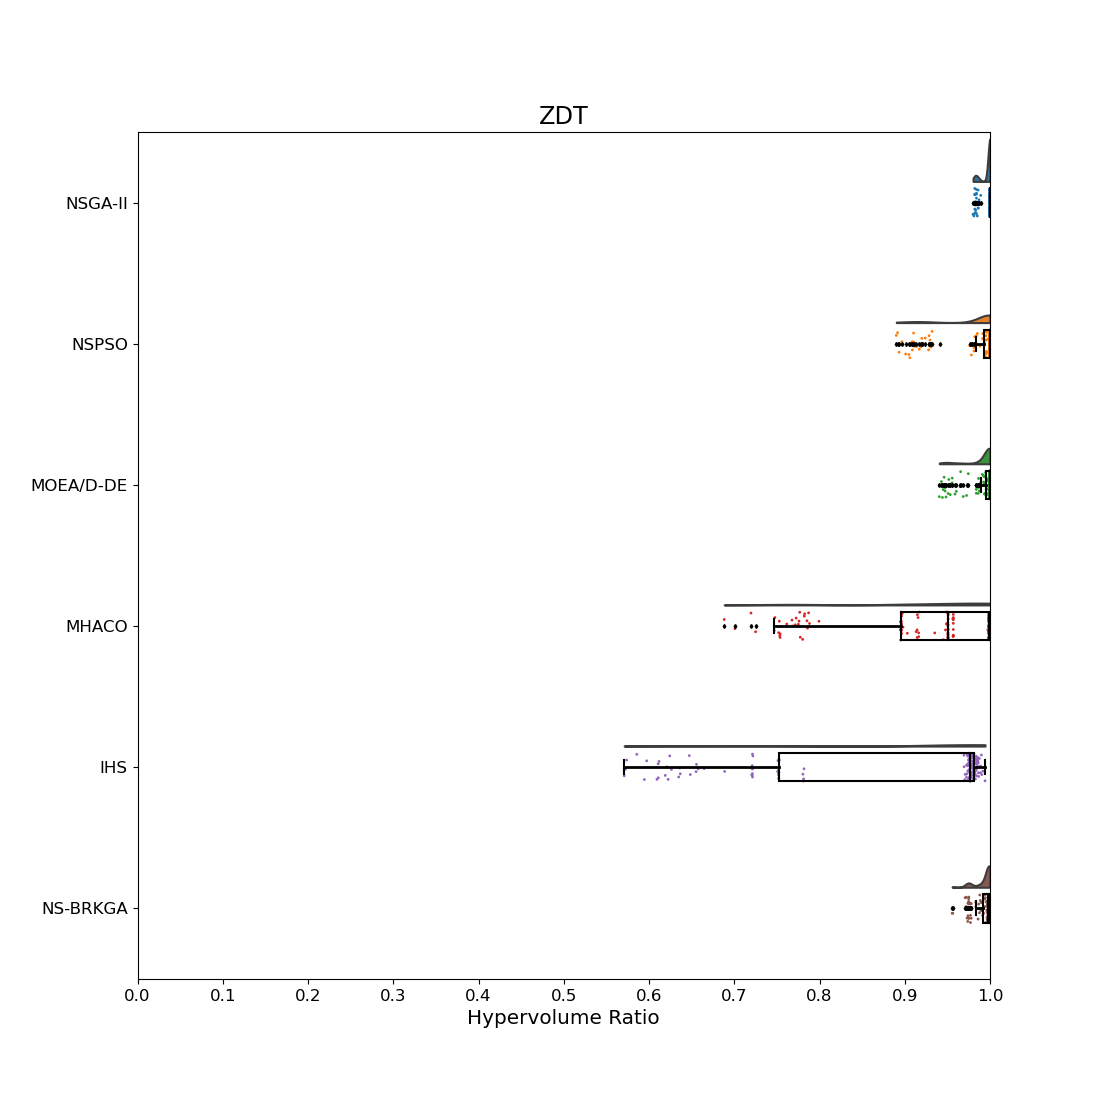 ZDT
NSGA-II
NSPSO
MOEA/D-DE
MHACO
IHS
NS-BRKGA
0.0 0.1 0.2 0.3 0.4 0.5 0.6 0.7 0.8 0.9 1.0
Hypervolume Ratio